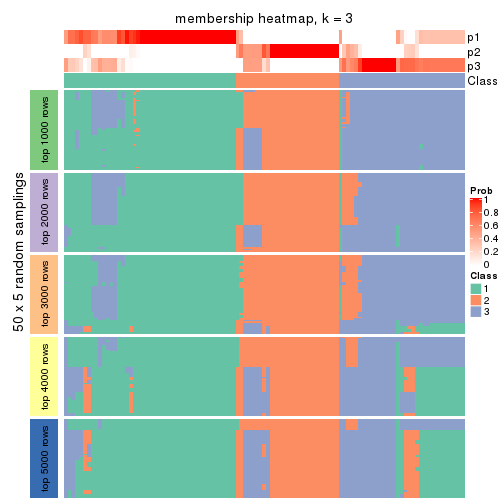 membership heatmap, k = 3
p1
p2
p3
Class
50 x 5 random samplings
top 1000 rows
top 2000 rows
top 3000 rows
top 4000 rows
top 5000 rows
Prob
1
0.8
0.6
0.4
0.2
0
Class
1
2
3